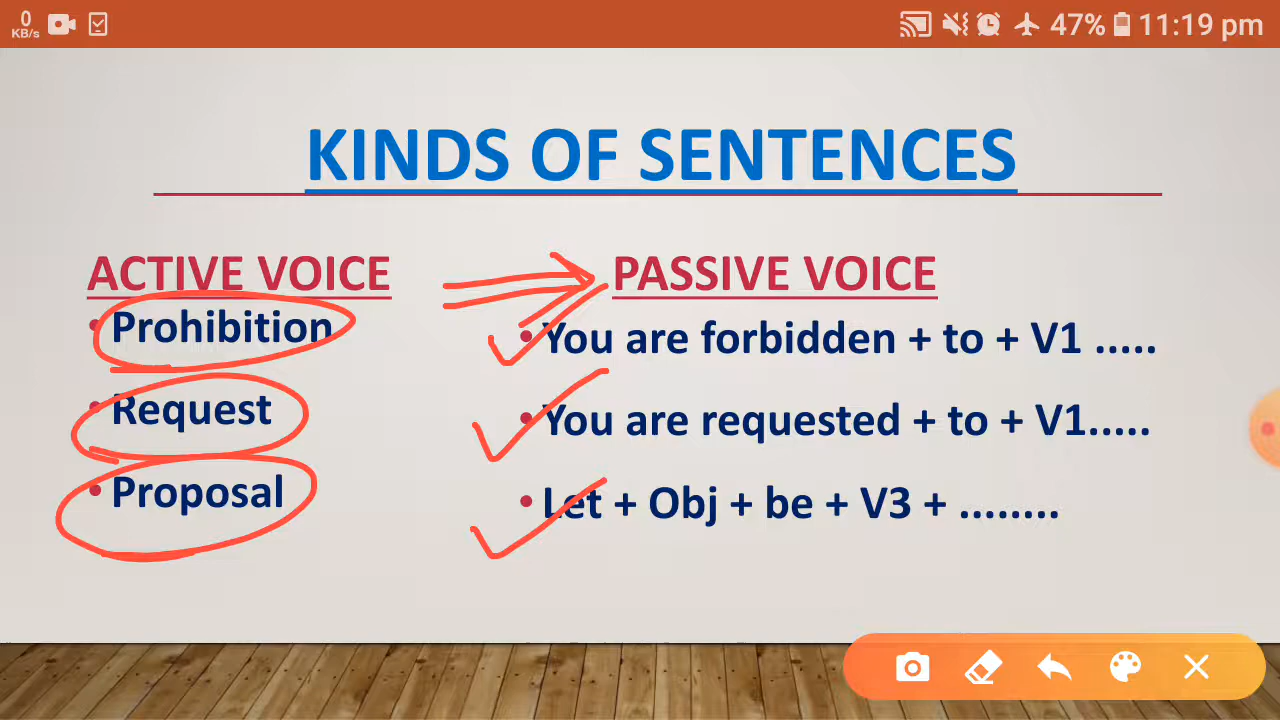 0
KB/s
47% 11:19 pm
KINDS OF SENTENCES
ACTIVE VOICE
PASSIVE VOICE
• Prohibition
• You are forbidden + to + V1 .....
• Request
• You are requested + to + V1.....
• Proposal
• Let + Obj + be + V3 + ........